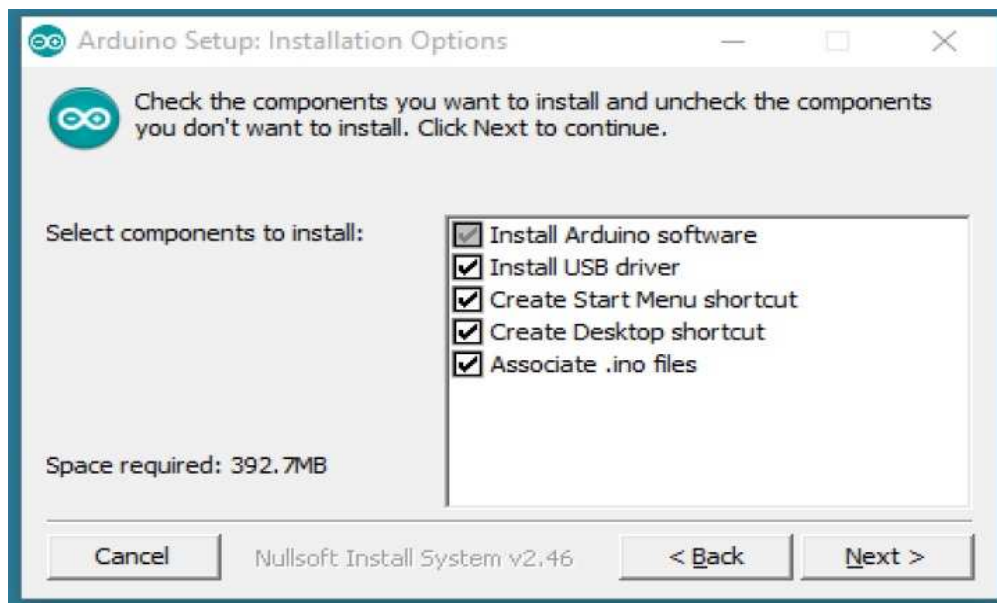 Arduino Setup: Installation Options
Check the components you want to install and uncheck the components
you don't want to install. Click Next to continue.
Select components to install:
Install Arduino software
Install USB driver
Create Start Menu shortcut
Create Desktop shortcut
Associate .ino files
Space required: 392.7MB
Cancel
Nullsoft Install System v2.46
< Back
Next >